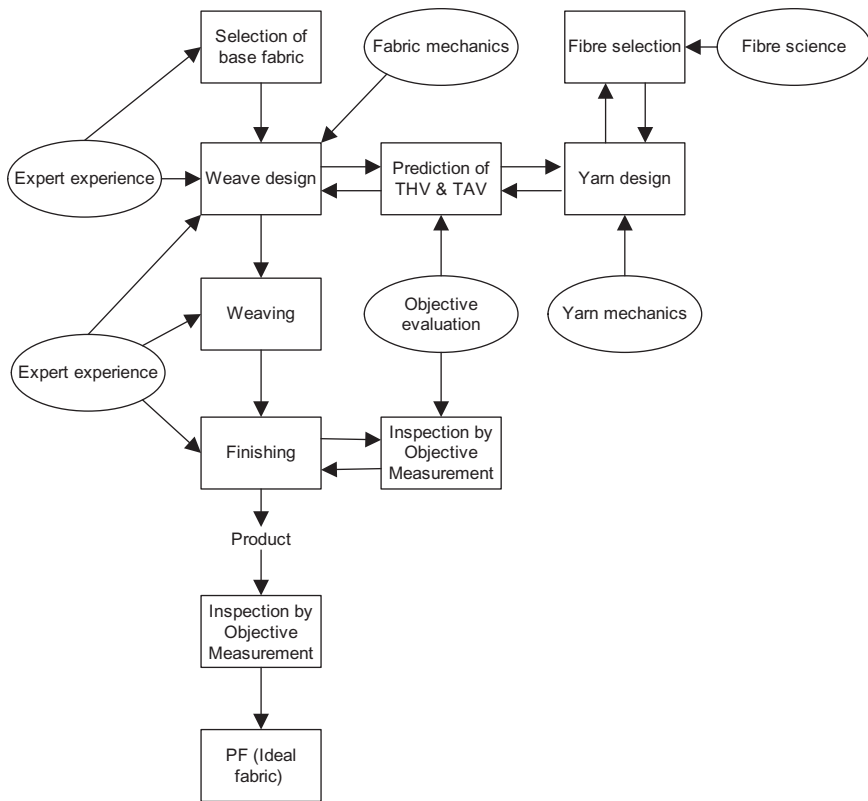 Selection of
base fabric
Fabric mechanics
Fibre selection
Fibre science
Expert experience
Weave design
Prediction of
THV & TAV
Yarn design
Weaving
Objective
evaluation
Yarn mechanics
Expert experience
Finishing
Inspection by
Objective
Measurement
Product
Inspection by
Objective
Measurement
PF (Ideal
fabric)